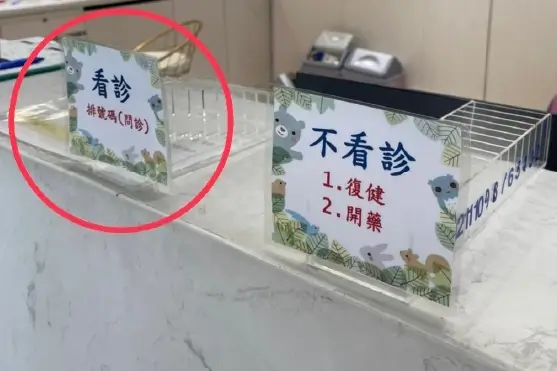 看診
排號碼(問診)
不看診
1.復健
2.開藥